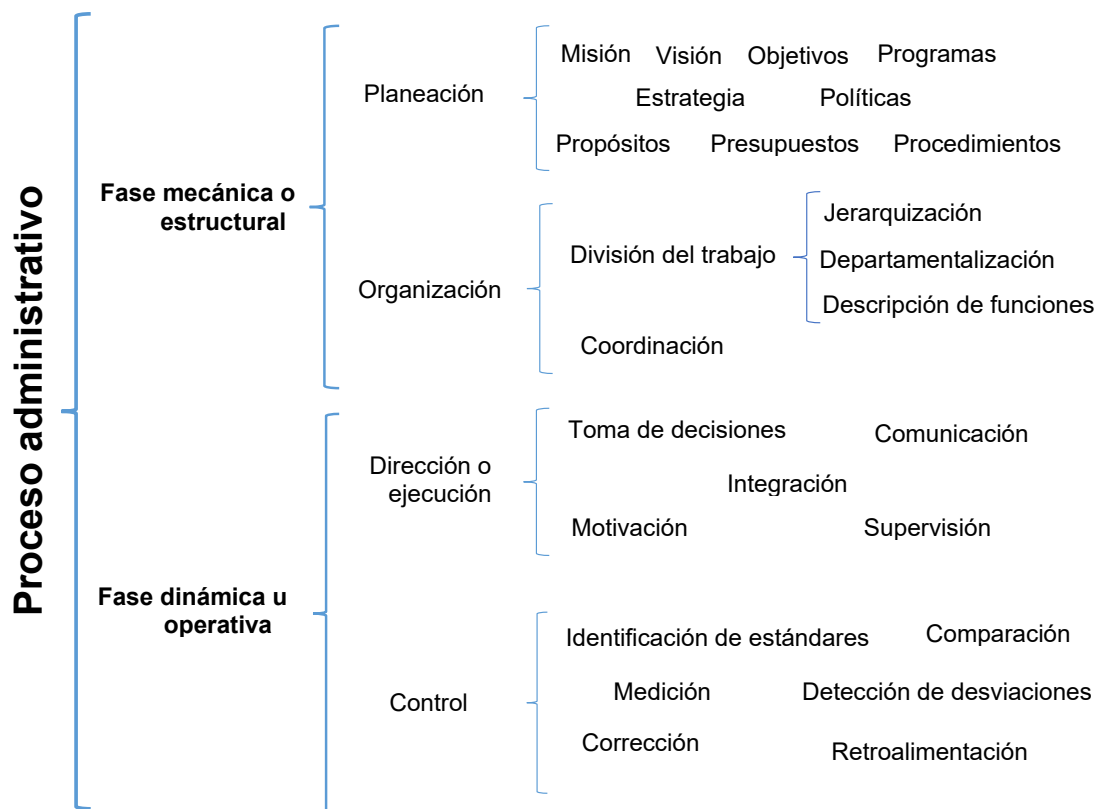 Proceso administrativo
Fase mecánica o
estructural
Planeación
Misión Visión Objetivos Programas
Estrategia Políticas
Propósitos Presupuestos Procedimientos
Organización
División del trabajo
Jerarquización
Departamentalización
Descripción de funciones
Coordinación
Fase dinámica u
operativa
Dirección o
ejecución
Toma de decisiones Comunicación
Integración
Motivación Supervisión
Control
Identificación de estándares Comparación
Medición Detección de desviaciones
Corrección Retroalimentación